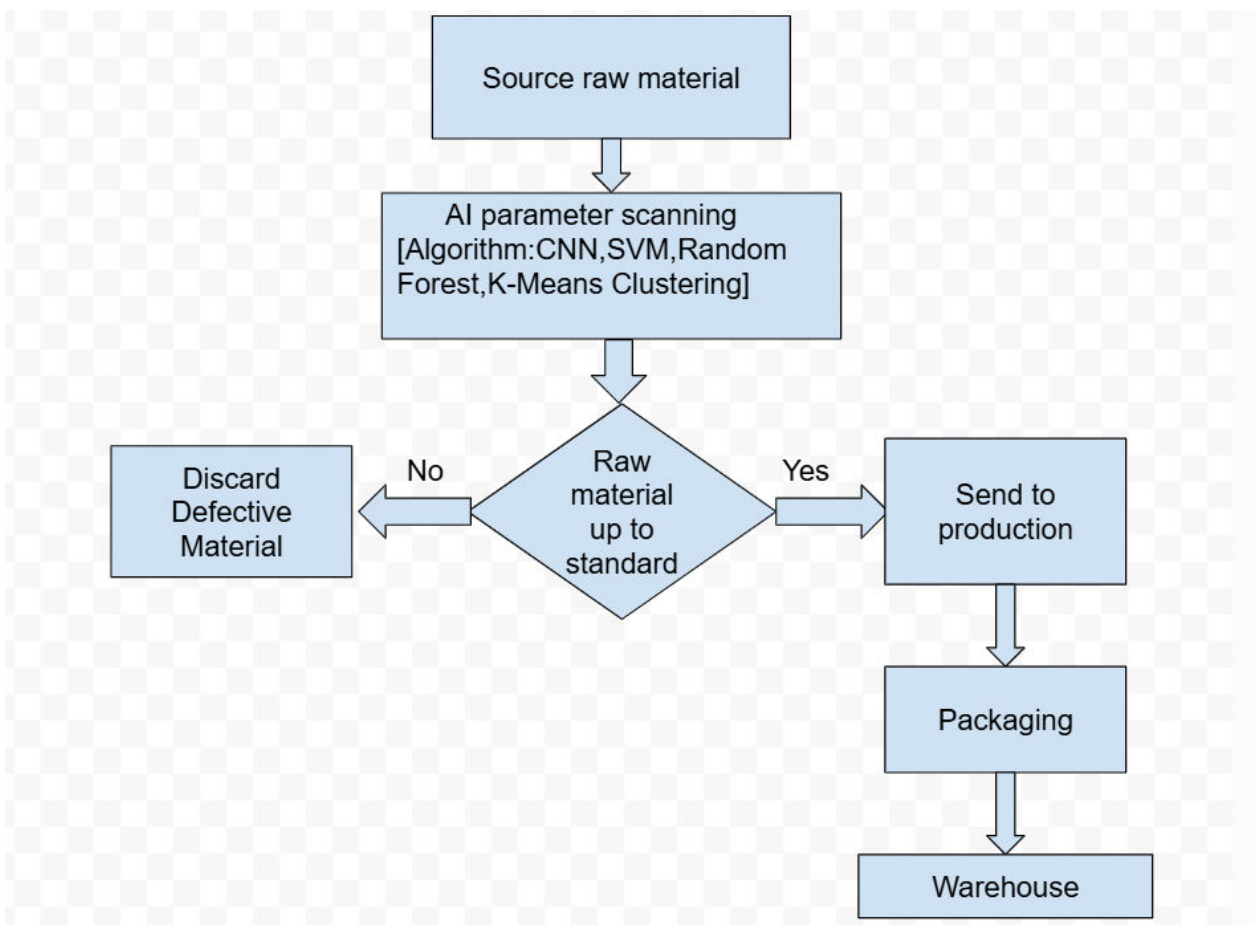 Source raw material
AI parameter scanning
[Algorithm:CNN,SVM,Random
Forest,K-Means Clustering]
No
Raw
material
up to
standard
Yes
Discard
Defective
Material
Send to
production
Packaging
Warehouse